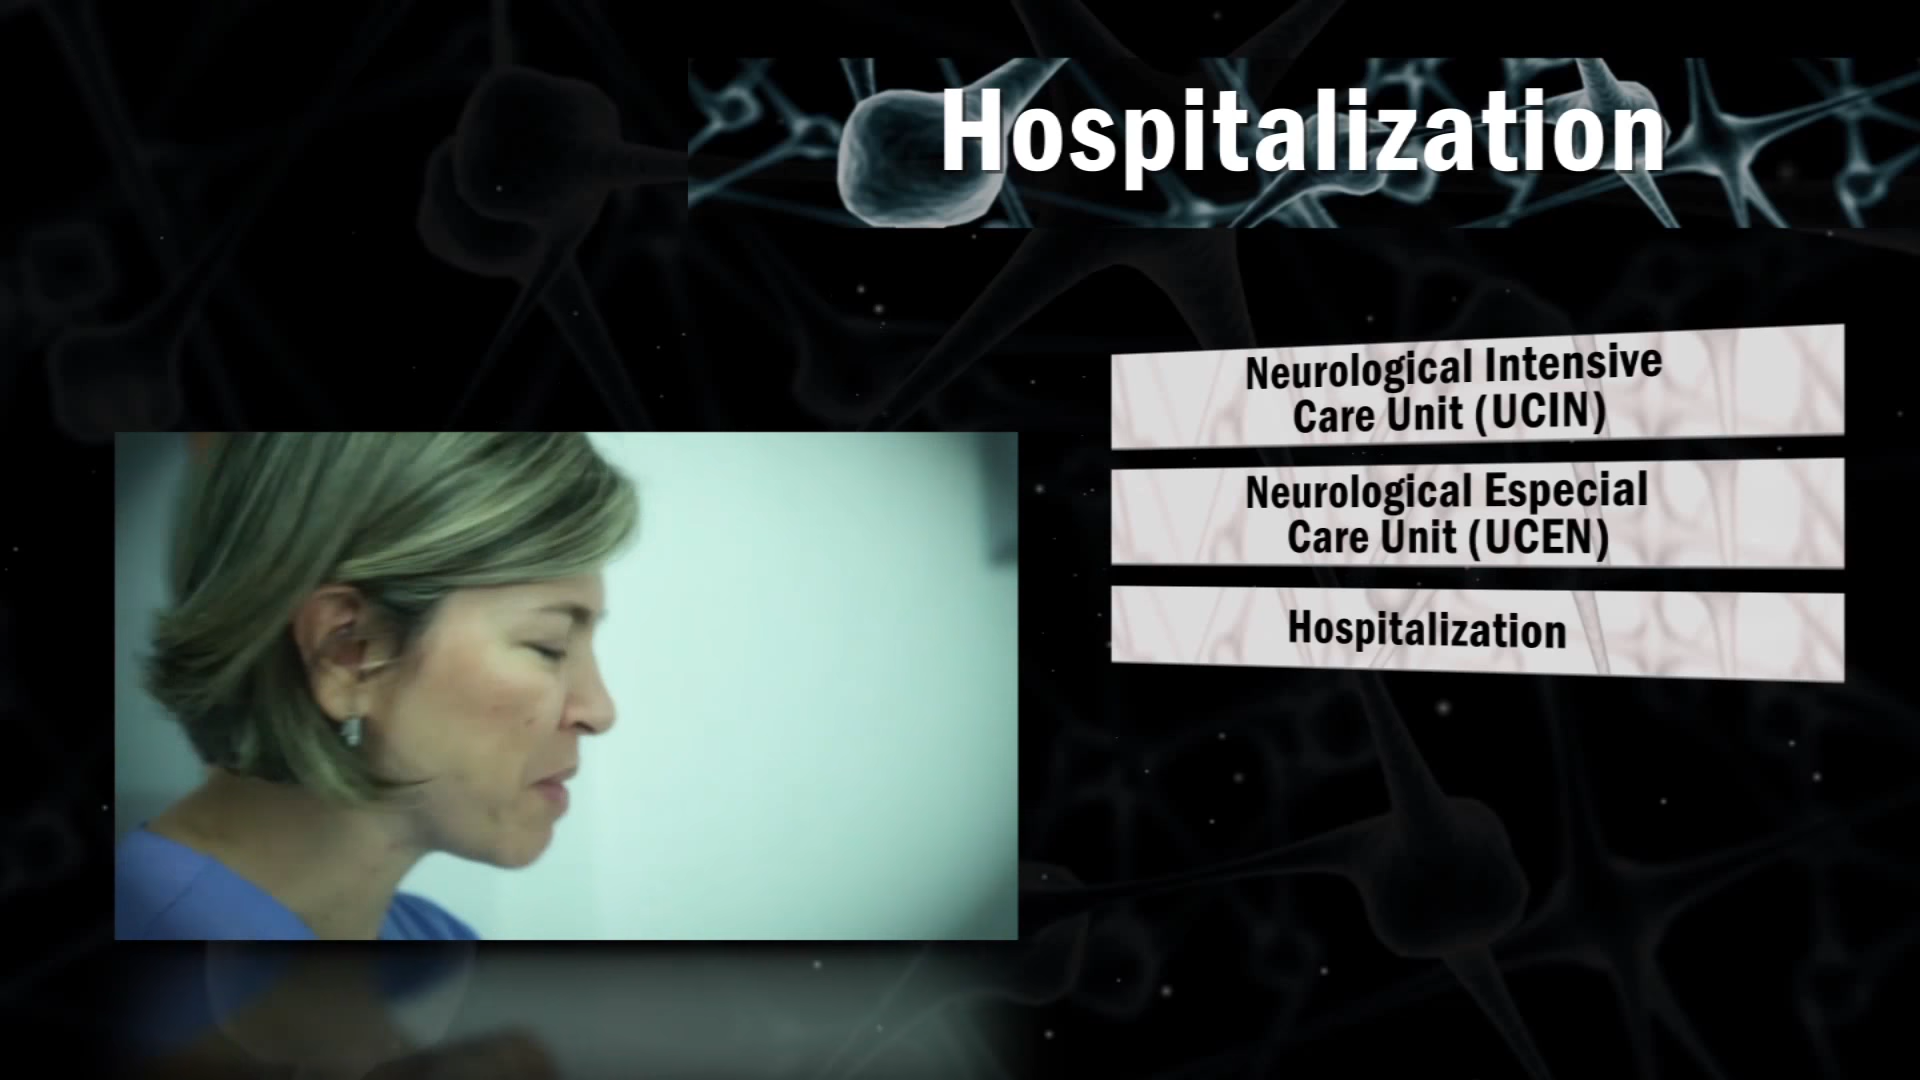 Hospitalization
Neurological Intensive
Care Unit (UCIN)
Neurological Especial
Care Unit (UCEN)
Hospitalization